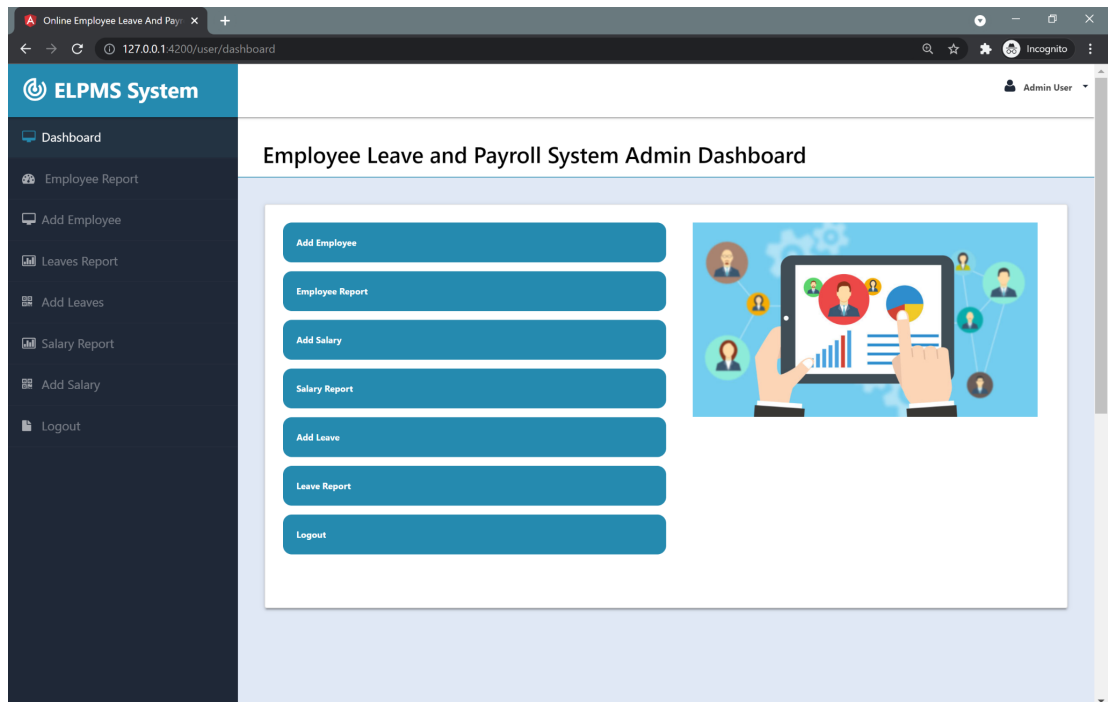 Online Employee Leave And Payr
127.0.0.1:4200/user/dashboard
Incognito
ELPMS System
Admin User
Dashboard
Employee Report
Add Employee
Leaves Report
Add Leaves
Salary Report
Add Salary
Logout
Employee Leave and Payroll System Admin Dashboard
Add Employee
Employee Report
Add Salary
Salary Report
Add Leave
Leave Report
Logout